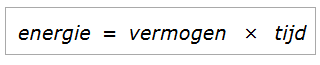 energie = vermogen × tijd